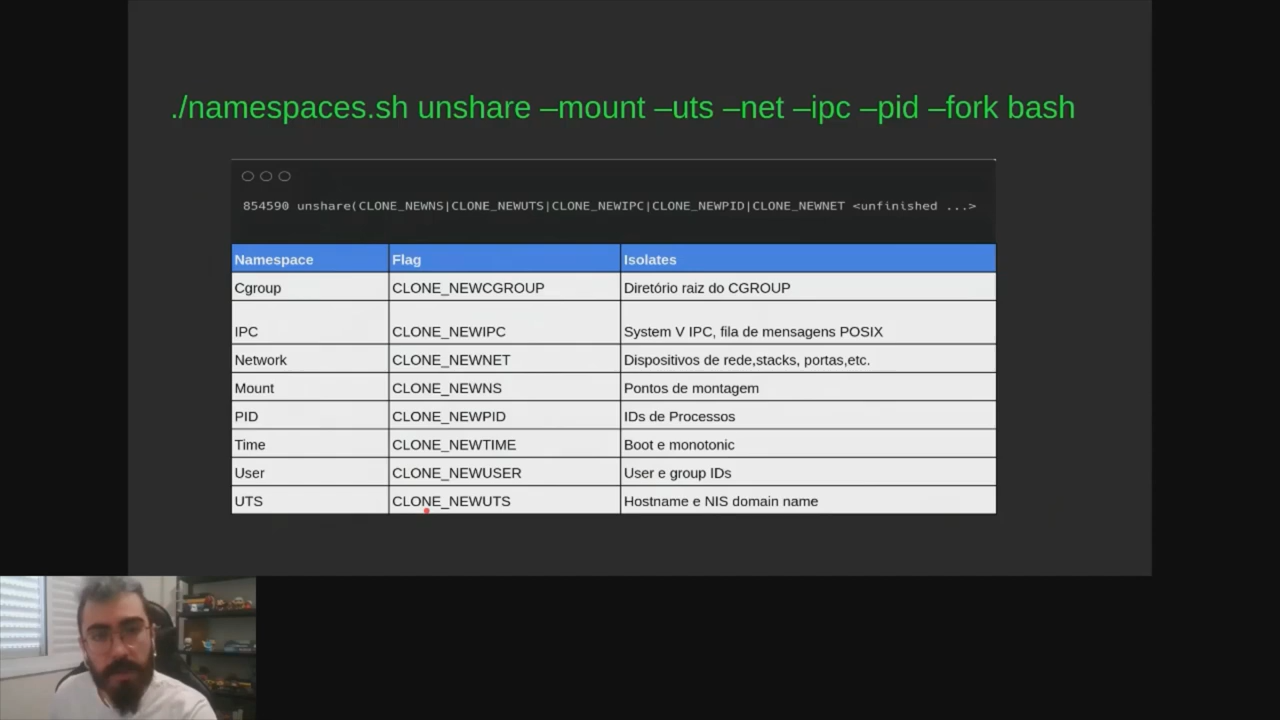 ./namespaces.sh unshare –mount –uts –net –ipc –pid –fork bash
854590 unshare(CLONE_NEWNS|CLONE_NEWUTS|CLONE_NEWIPC|CLONE_NEWPID|CLONE_NEWNET <unfinished ...>
Namespace Flag Isolates
Cgroup CLONE_NEWCGROUP Diretório raiz do CGROUP
IPC CLONE_NEWIPC System V IPC, fila de mensagens POSIX
Network CLONE_NEWNET Dispositivos de rede,stacks, portas,etc.
Mount CLONE_NEWNS Pontos de montagem
PID CLONE_NEWPID IDs de Processos
Time CLONE_NEWTIME Boot e monotonic
User CLONE_NEWUSER User e group IDs
UTS CLONE_NEWUTS Hostname e NIS domain name